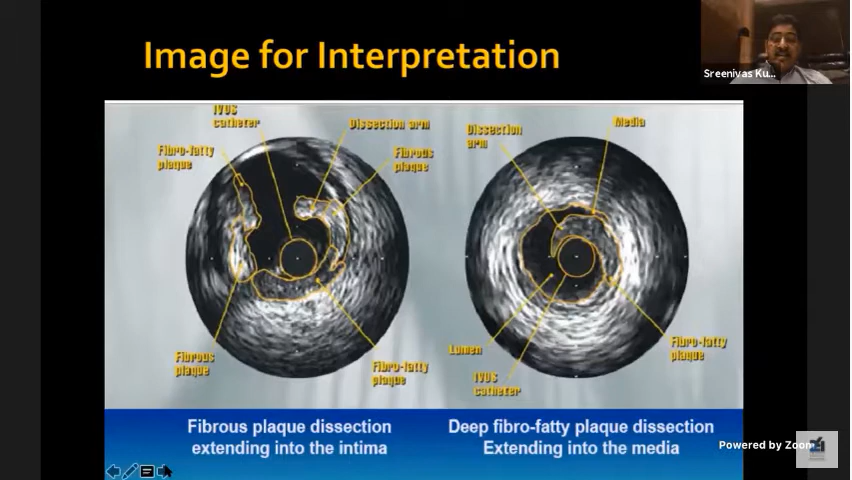 Image for Interpretation
Sreenivas Ku...
IVUS
catheter
Dissection arm
Fibro-fatty
plaque
Fibrous
plaque
Dissection
arm
Media
Fibrous
plaque
Fibro-fatty
plaque
Lumen
IVUS
catheter
Fibro-fatty
plaque
Fibrous plaque dissection
extending into the intima
Deep fibro-fatty plaque dissection
Extending into the media
Powered by Zoom